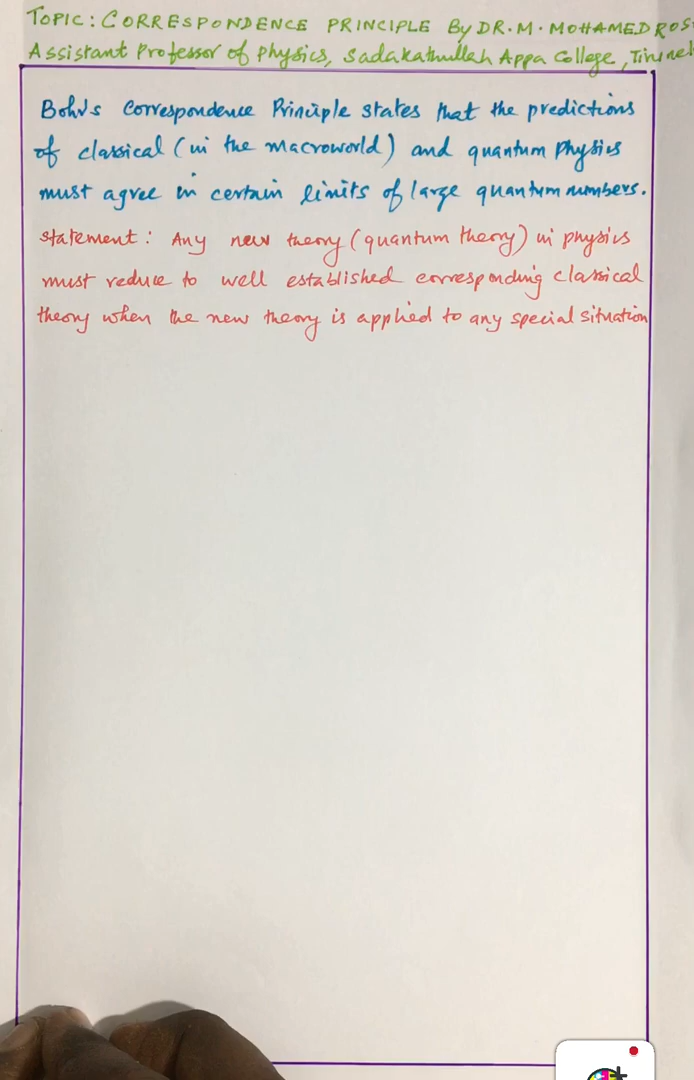 TOPIC: CORRESPONDENCE PRINCIPLE By DR. M. MOHAMED
Assistant Professor of Physics, Sadakathullah Appa College,
Bohr's Correspondence Principle states that the predictions
of classical (in the macroworld) and quantum physics
must agree in certain limits of large quantum numbers.
Statement: Any new theory (quantum theory) in physics
must reduce to well established corresponding classical
theory when the new theory is applied to any special situation